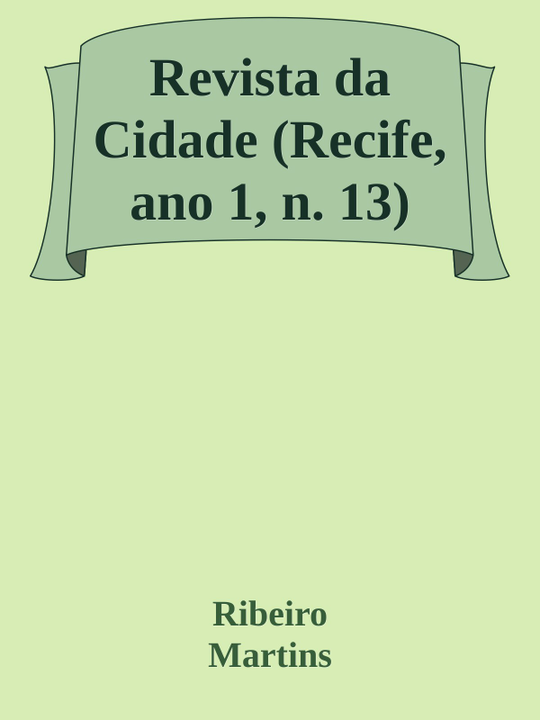 Revista da
Cidade (Recife,
ano 1, n. 13)
Ribeiro
Martins